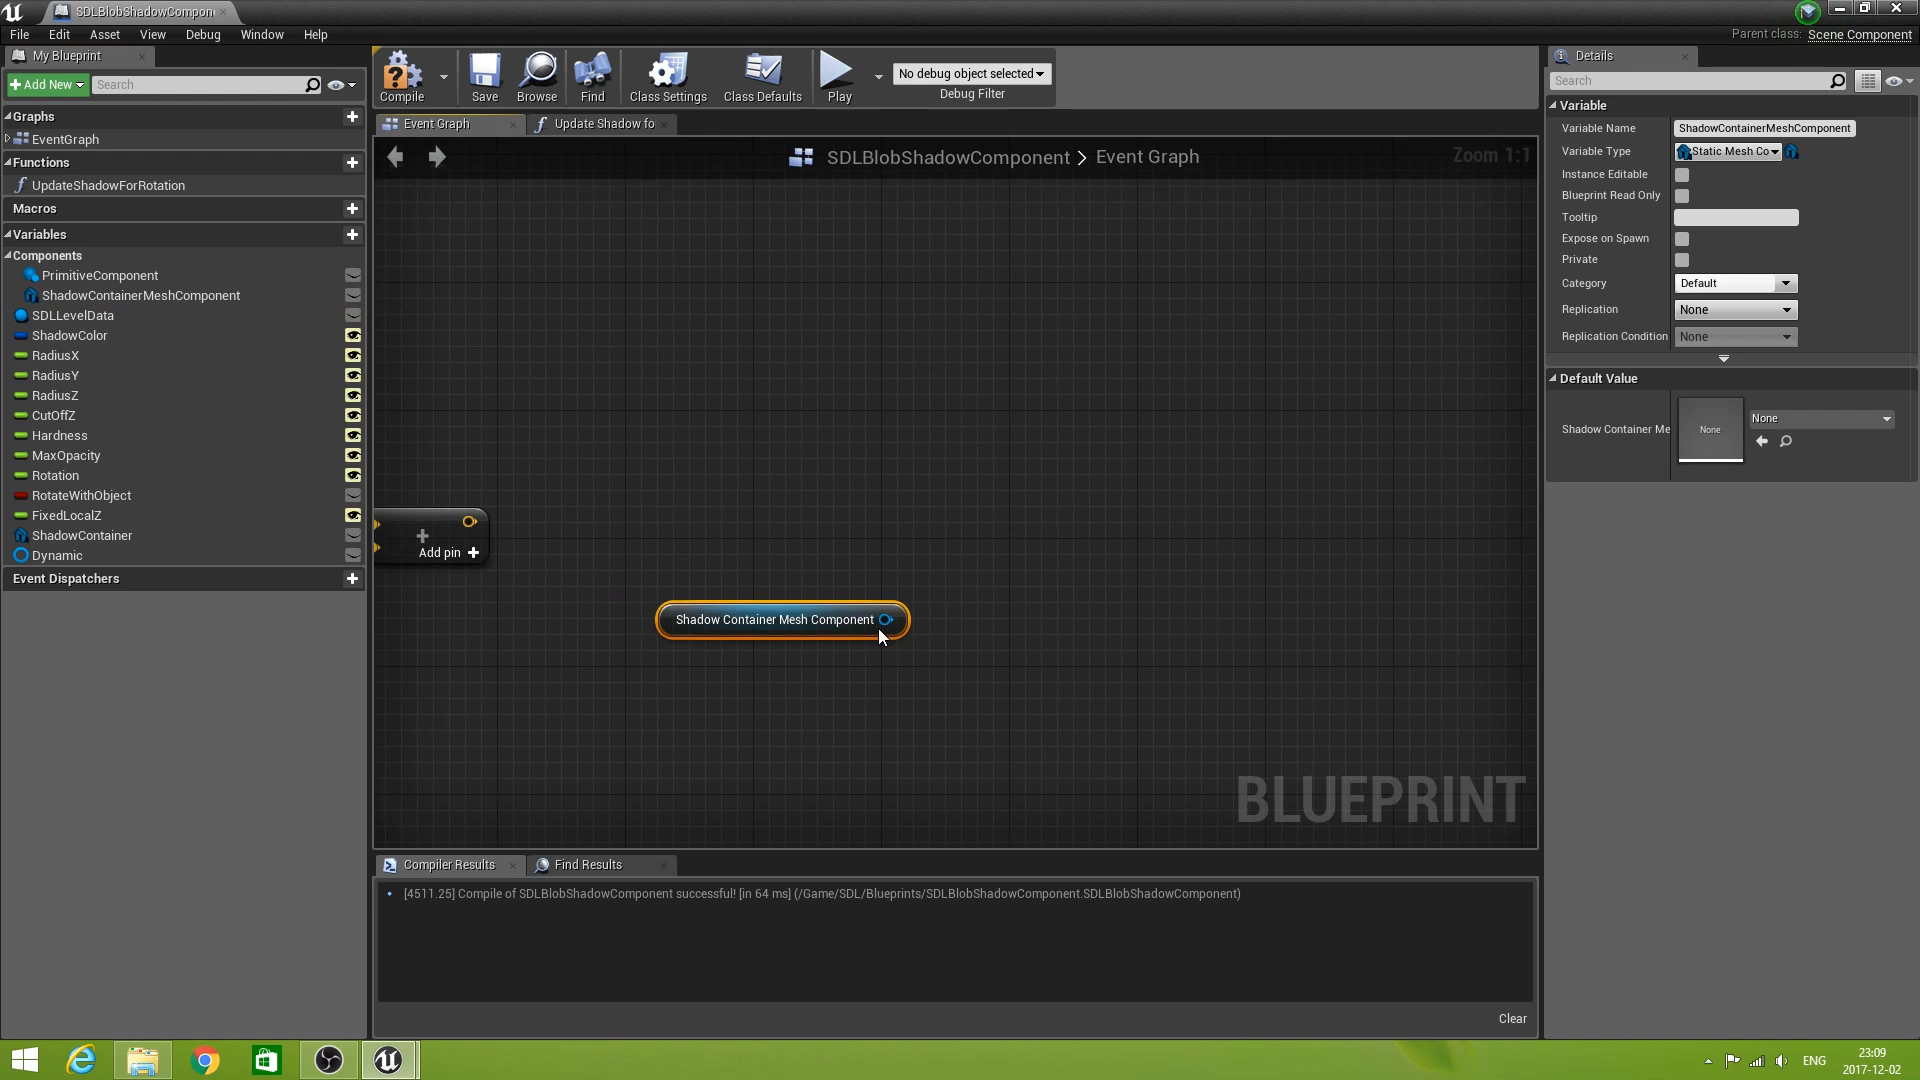 SDLBlobShadowCompon
File Edit Asset View Debug Window Help
Parent class: Scene Component
My Blueprint
Add New Search
Graphs
EventGraph
Functions
UpdateShadowForRotation
Macros
Variables
Components
PrimitiveComponent
ShadowContainerMeshComponent
SDLLevelData
ShadowColor
RadiusX
RadiusY
RadiusZ
CutOffZ
Hardness
MaxOpacity
Rotation
RotateWithObject
FixedLocalZ
ShadowContainer
Dynamic
Event Dispatchers
Compile Save Browse Find Class Settings Class Defaults Play
No debug object selected
Debug Filter
Event Graph Update Shadow fo
SDLBlobShadowComponent > Event Graph
Zoom 1:1
Add pin
Shadow Container Mesh Component
BLUEPRINT
Compiler Results Find Results
[4511.25] Compile of SDLBlobShadowComponent successful! [in 64 ms] (/Game/SDL/Blueprints/SDLBlobShadowComponent.SDLBlobShadowComponent)
Clear
Details
Search
Variable
Variable Name ShadowContainerMeshComponent
Variable Type Static Mesh Co
Instance Editable
Blueprint Read Only
Tooltip
Expose on Spawn
Private
Category Default
Replication None
Replication Condition None
Default Value
Shadow Container Me None None
ENG 23:09
2017-12-02